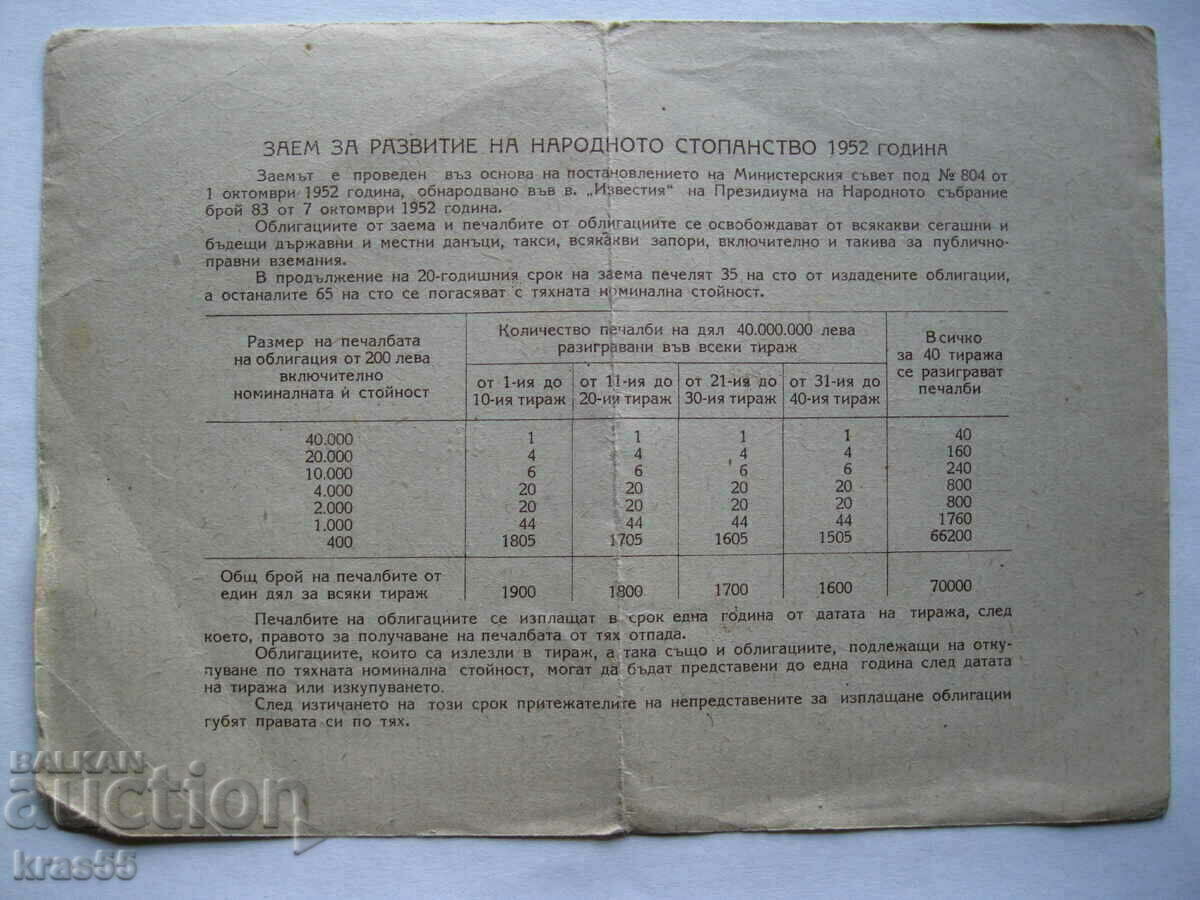 ЗАЕМ ЗА РАЗВИТИЕ НА НАРОДНОТО СТОПАНСТВО 1952 ГОДИНА
Заемът е проведен въз основа на постановлението на Министерския съвет под № 804 от
1 октомври 1952 година, обнародвано във в. „Известия“ на Президиума на Народното събрание
брой 83 от 7 октомври 1952 година.
Облигациите от заема и печалбите от облигациите се освобождават от всякакви сегашни и
бъдещи държавни и местни данъци, такси, всякакви запори, включително и такива за публично-
правни вземания.
В продължение на 20-годишния срок на заема печелят 35 на сто от издадените облигации,
а останалите 65 на сто се погасяват с тяхната номинална стойност.
Размер на печалбата
на облигация от 200 лева
включително
номиналната ѝ стойност
Количество печалби на дял 40.000.000 лева
разигравани във всеки тираж
Всичко
за 40 тиража
се разиграват
печалби
от 1-ия до
10-ия тираж
от 11-ия до
20-ия тираж
от 21-ия до
30-ия тираж
от 31-ия до
40-ия тираж
40.000 1 1 1 1 40
20.000 4 4 4 4 160
10.000 6 6 6 6 240
4.000 20 20 20 20 800
2.000 20 20 20 20 800
1.000 44 44 44 44 1760
400 1805 1705 1605 1505 66200
Общ брой на печалбите от
един дял за всяки тираж
1900 1800 1700 1600 70000
Печалбите на облигациите се изплащат в срок една година от датата на тиража, след
което, правото за получаване на печалбата от тях отпада.
Облигациите, които са излезли в тираж, а така също и облигациите, подлежащи на отку-
пуване по тяхната номинална стойност, могат да бъдат представени до една година след датата
на тиража или изкупуването.
След изтичането на този срок притежателите на непредставените за изплащане облигации
губят правата си по тях.
BALKAN
auction
kras55